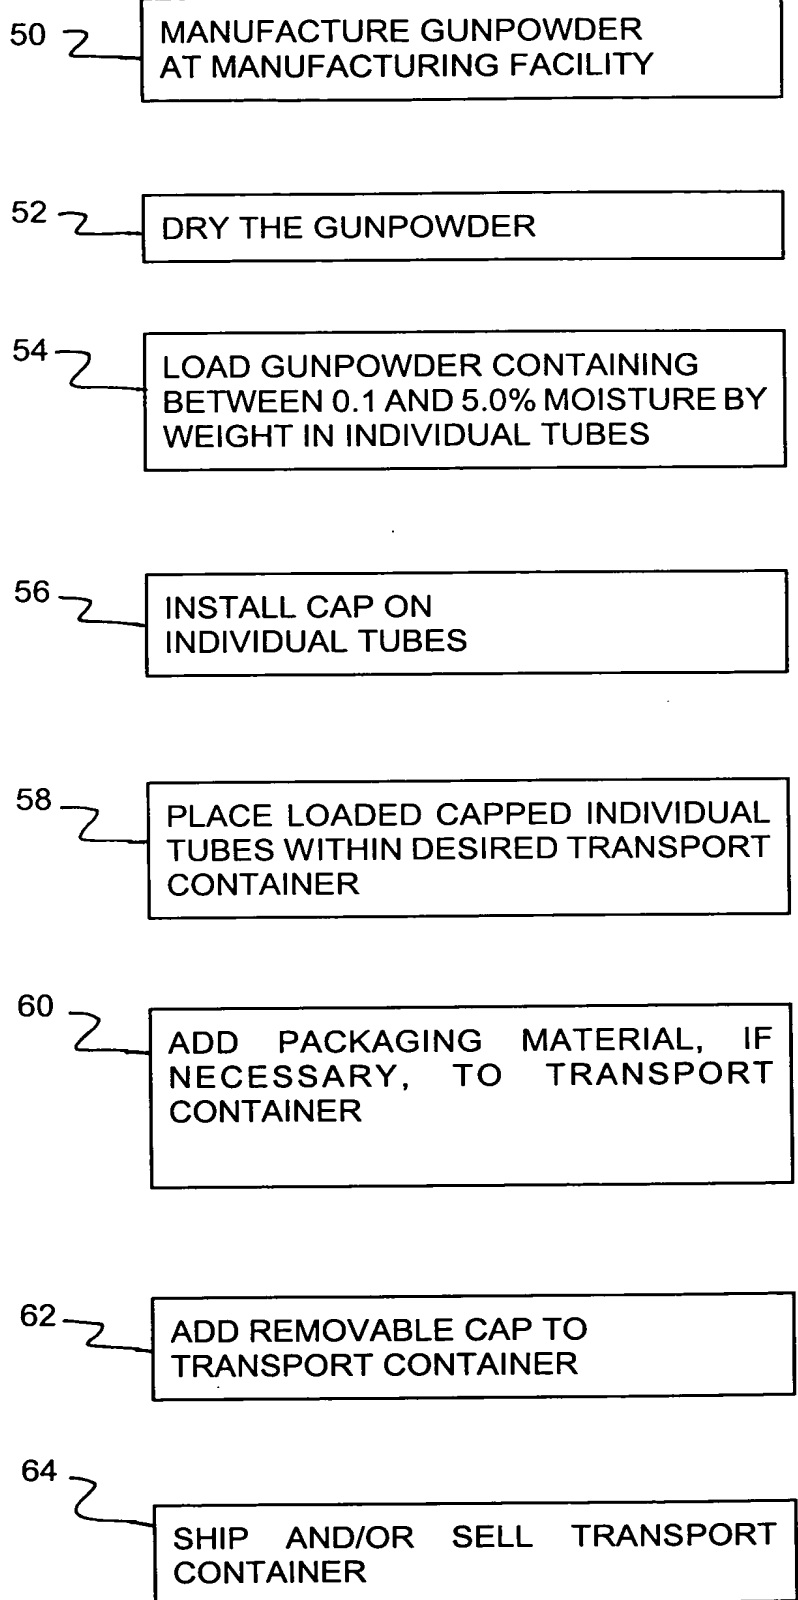 50
MANUFACTURE GUNPOWDER
AT MANUFACTURING FACILITY
52
DRY THE GUNPOWDER
54
LOAD GUNPOWDER CONTAINING
BETWEEN 0.1 AND 5.0% MOISTURE BY
WEIGHT IN INDIVIDUAL TUBES
56
INSTALL CAP ON
INDIVIDUAL TUBES
58
PLACE LOADED CAPPED INDIVIDUAL
TUBES WITHIN DESIRED TRANSPORT
CONTAINER
60
ADD PACKAGING MATERIAL, IF
NECESSARY, TO TRANSPORT
CONTAINER
62
ADD REMOVABLE CAP TO
TRANSPORT CONTAINER
64
SHIP AND/OR SELL TRANSPORT
CONTAINER